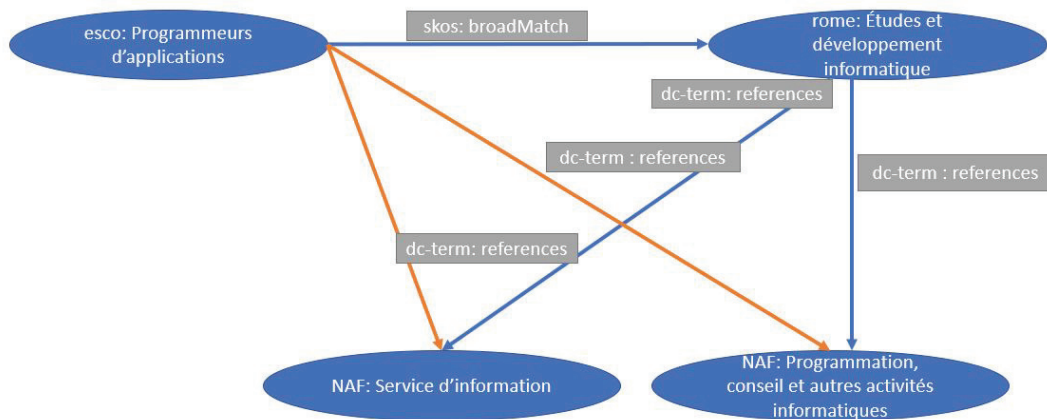 esco: Programmeurs
d'applications
skos: broadMatch
rome: Études et
développement
informatique
dc-term: references
dc-term : references
dc-term : references
dc-term: references
NAF: Service d'information
NAF: Programmation,
conseil et autres activités
informatiques